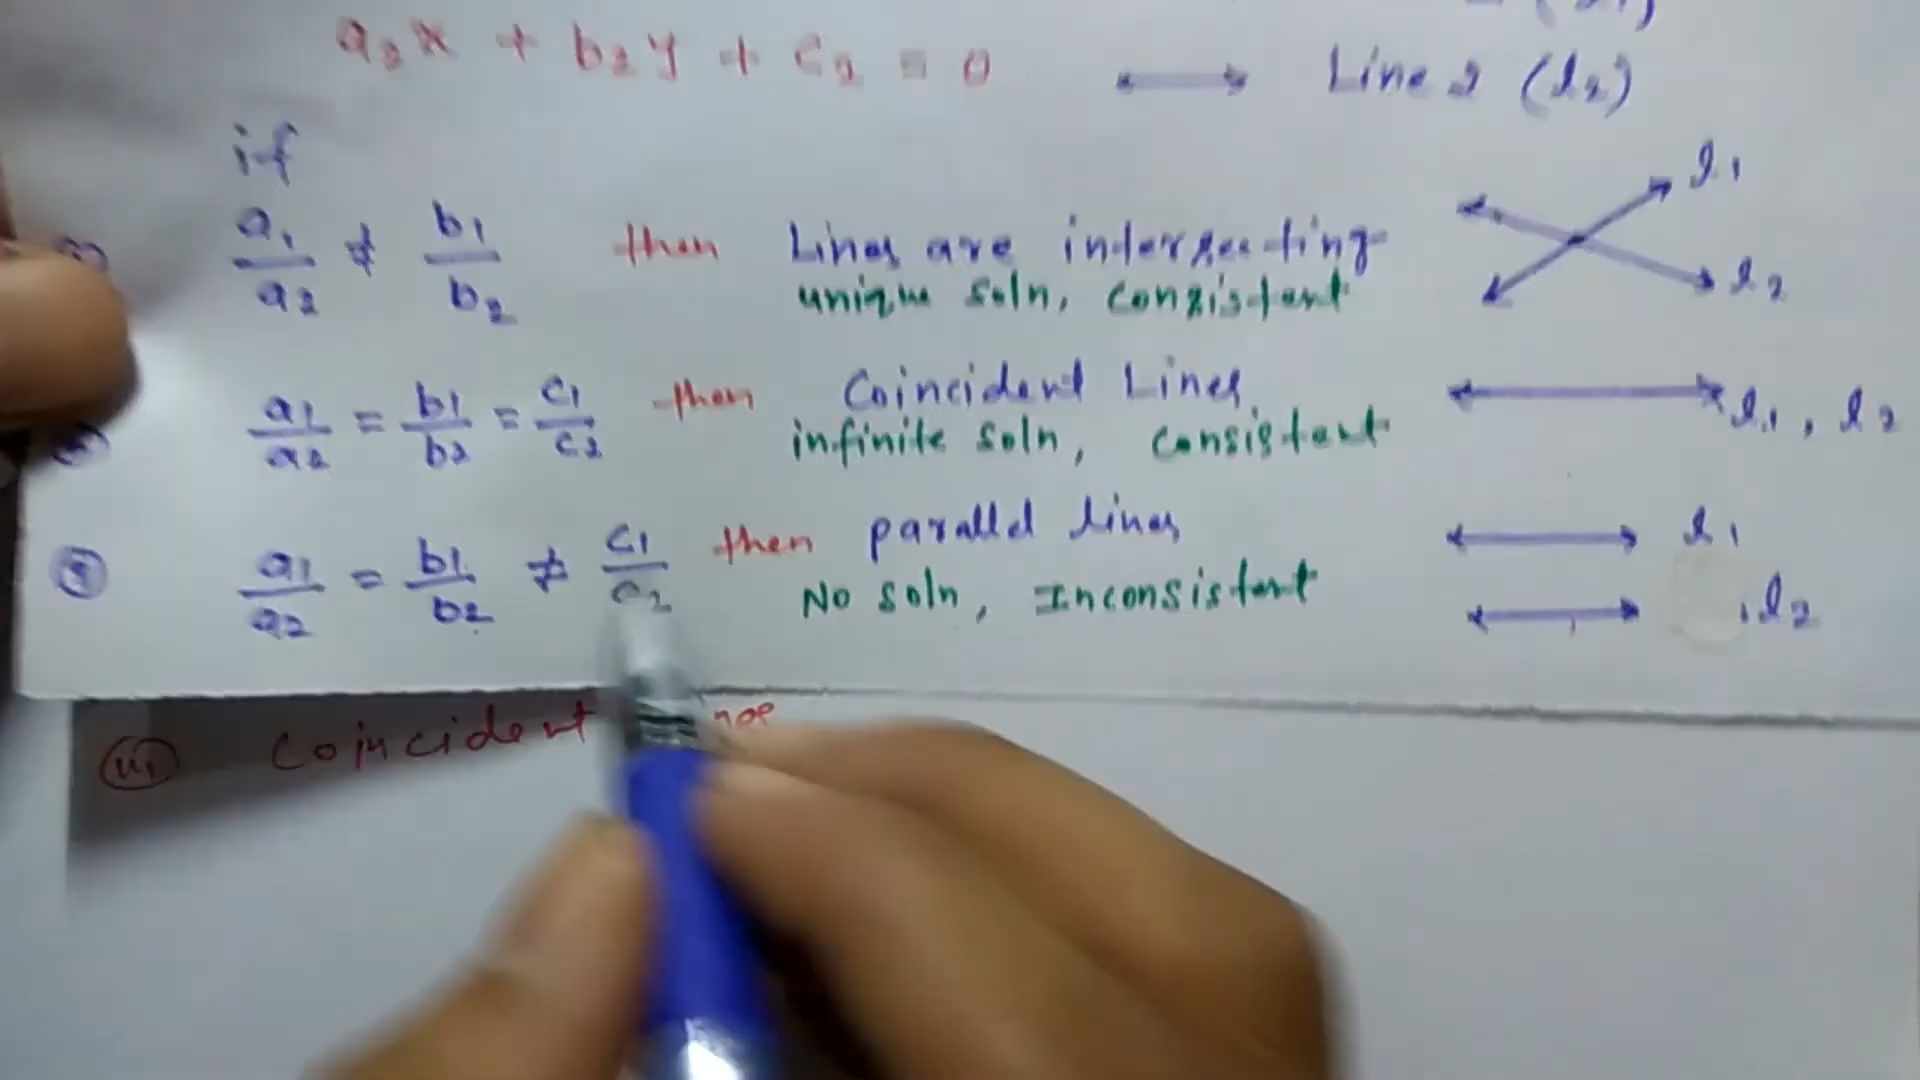 a₂x + b₂y + c₂ = 0 Line 2 (l₂)
if
a₁/a₂ ≠ b₁/b₂ then Lines are intersecting l₁
unique soln, consistent l₂
a₁/a₂ = b₁/b₂ = c₁/c₂ then Coincident Lines
infinite soln, consistent l₁, l₂
a₁/a₂ = b₁/b₂ ≠ c₁/c₂ then parallel lines l₁
No soln, Inconsistent , l₂
(iii) Coincident